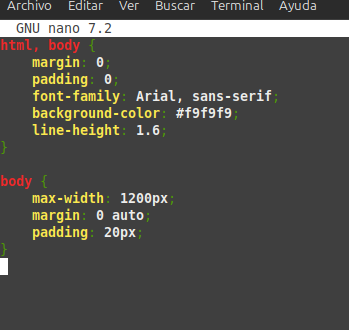 Archivo Editar Ver Buscar Terminal Ayuda
GNU nano 7.2
html, body {
    margin: 0;
    padding: 0;
    font-family: Arial, sans-serif;
    background-color: #f9f9f9;
    line-height: 1.6;
}

body {
    max-width: 1200px;
    margin: 0 auto;
    padding: 20px;
}